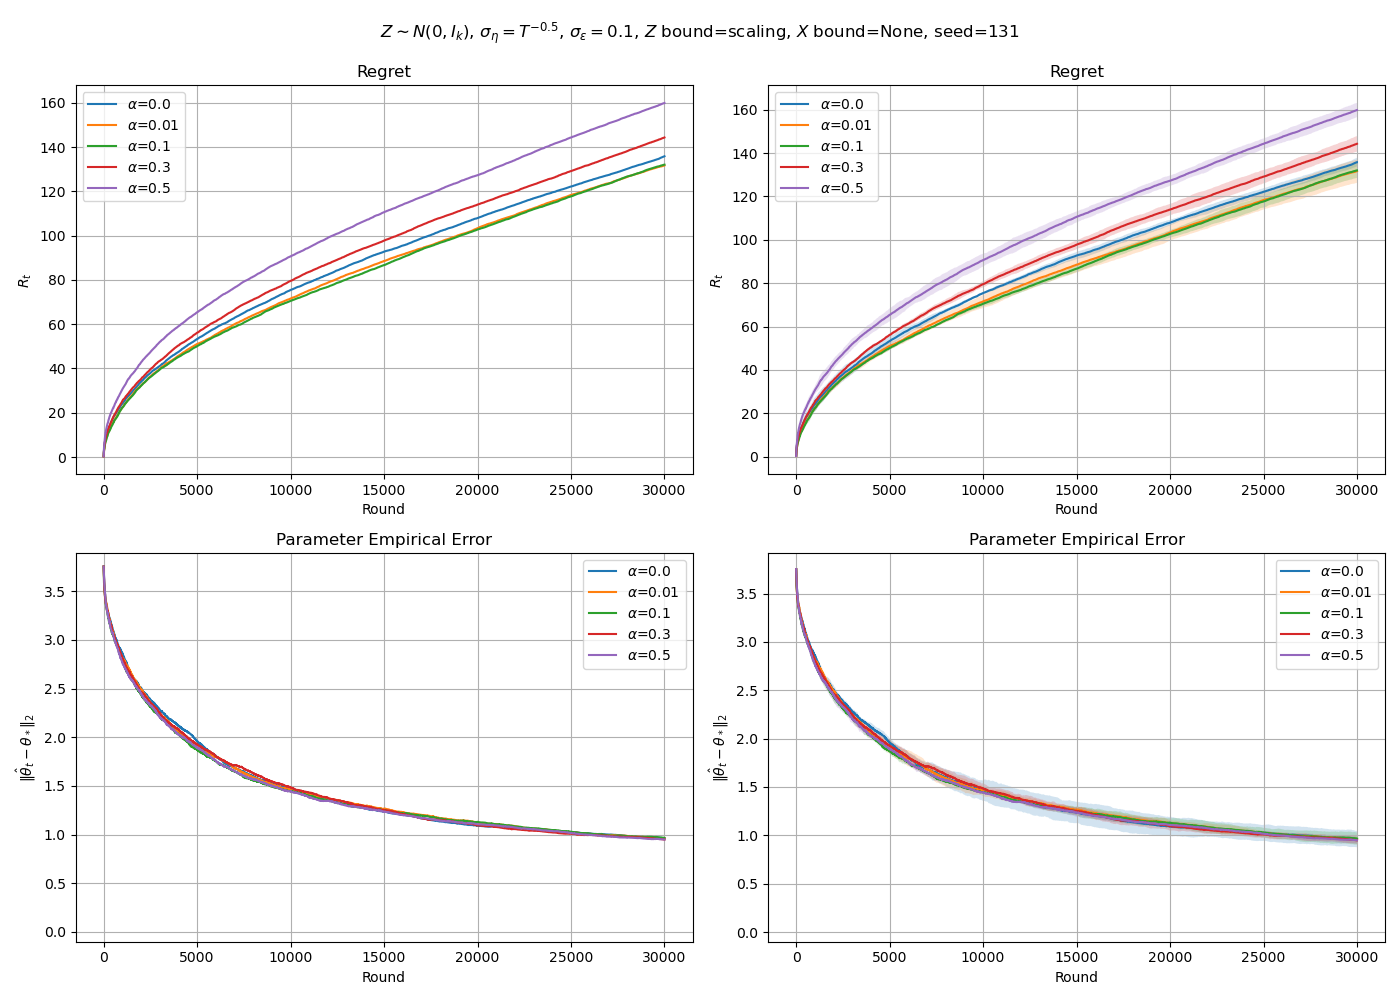 Z ∼ N(0, I_k), σ_η = T^{−0.5}, σ_ε = 0.1, Z bound=scaling, X bound=None, seed=131
Regret
R_t
160
140
120
100
80
60
40
20
0
α=0.0
α=0.01
α=0.1
α=0.3
α=0.5
0 5000 10000 15000 20000 25000 30000
Round
Regret
R_t
160
140
120
100
80
60
40
20
0
α=0.0
α=0.01
α=0.1
α=0.3
α=0.5
0 5000 10000 15000 20000 25000 30000
Round
Parameter Empirical Error
‖θ̂_t − θ_*‖_2
3.5
3.0
2.5
2.0
1.5
1.0
0.5
0.0
α=0.0
α=0.01
α=0.1
α=0.3
α=0.5
0 5000 10000 15000 20000 25000 30000
Round
Parameter Empirical Error
‖θ̂_t − θ_*‖_2
3.5
3.0
2.5
2.0
1.5
1.0
0.5
0.0
α=0.0
α=0.01
α=0.1
α=0.3
α=0.5
0 5000 10000 15000 20000 25000 30000
Round